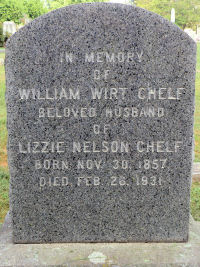 IN MEMORY
OF
WILLIAM WIRT CHELF
BELOVED HUSBAND
OF
LIZZIE NELSON CHELF
BORN NOV. 30. 1857
DIED FEB. 26. 1931